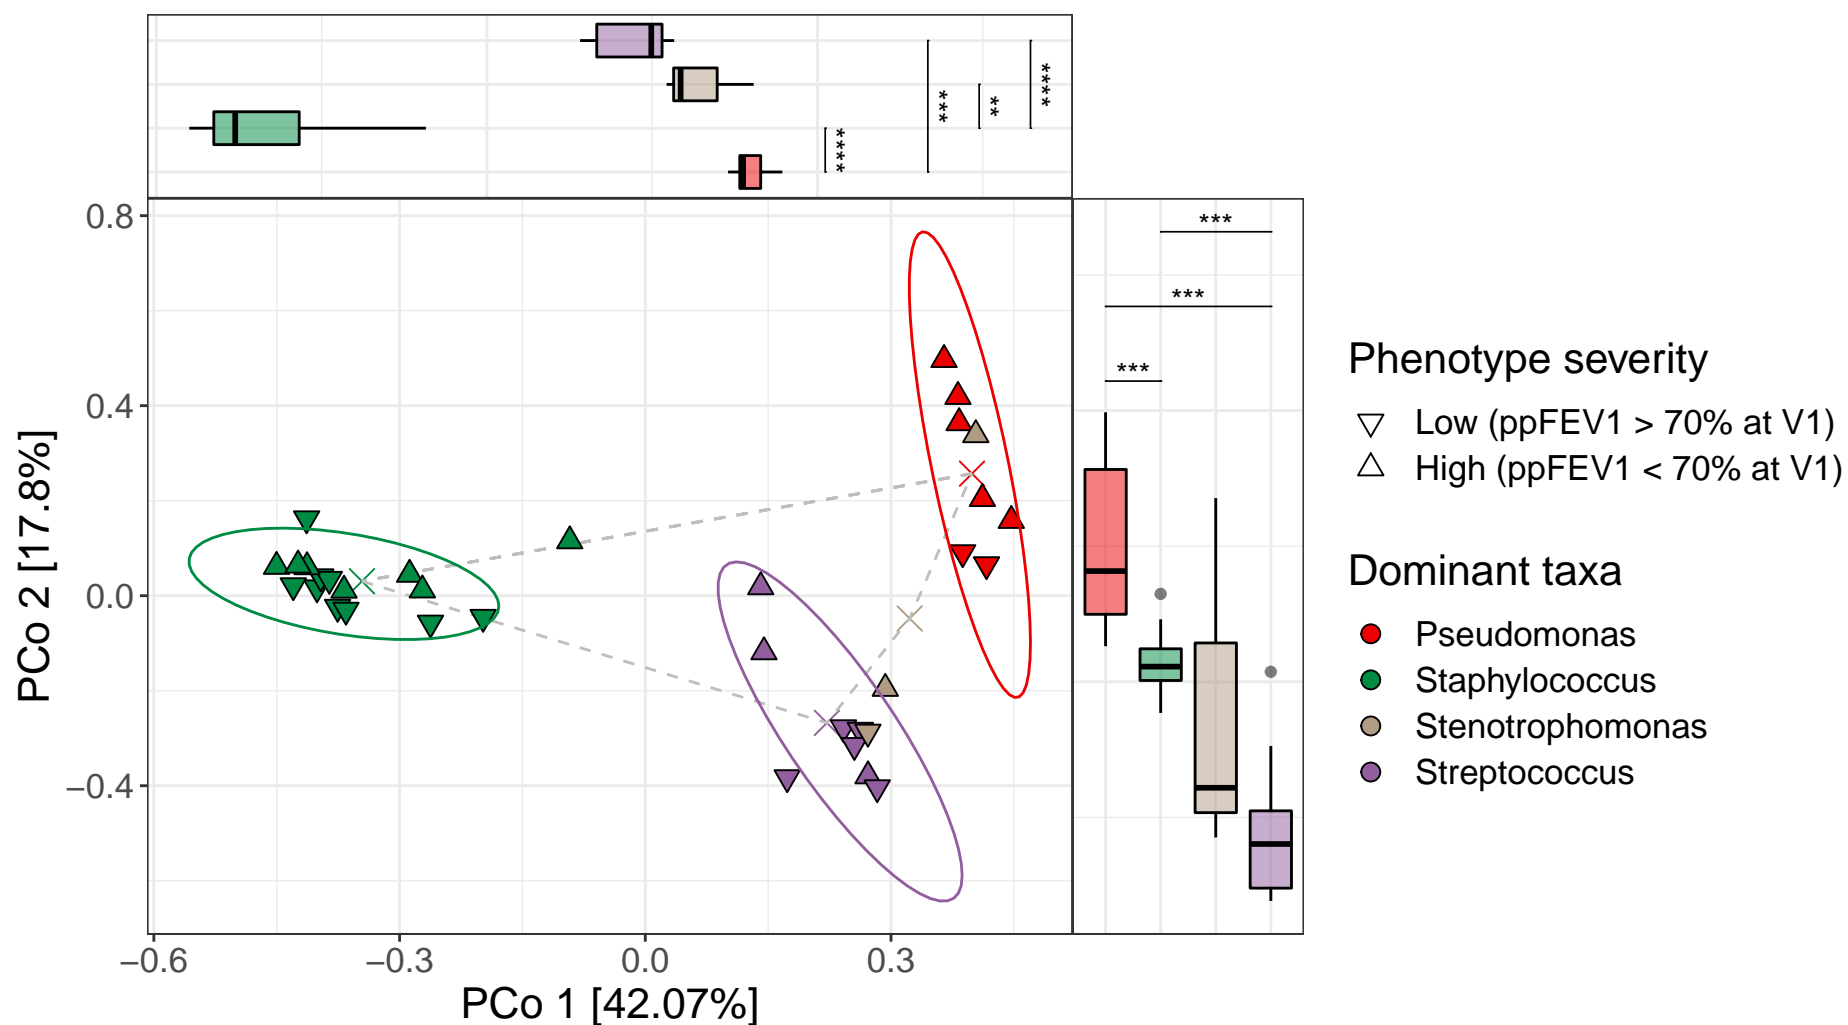 ****
***
**
****
0.8
0.4
0.0
−0.4
PCo 2 [17.8%]
−0.6
−0.3
0.0
0.3
PCo 1 [42.07%]
***
***
***
Phenotype severity
Low (ppFEV1 > 70% at V1)
High (ppFEV1 < 70% at V1)
Dominant taxa
Pseudomonas
Staphylococcus
Stenotrophomonas
Streptococcus